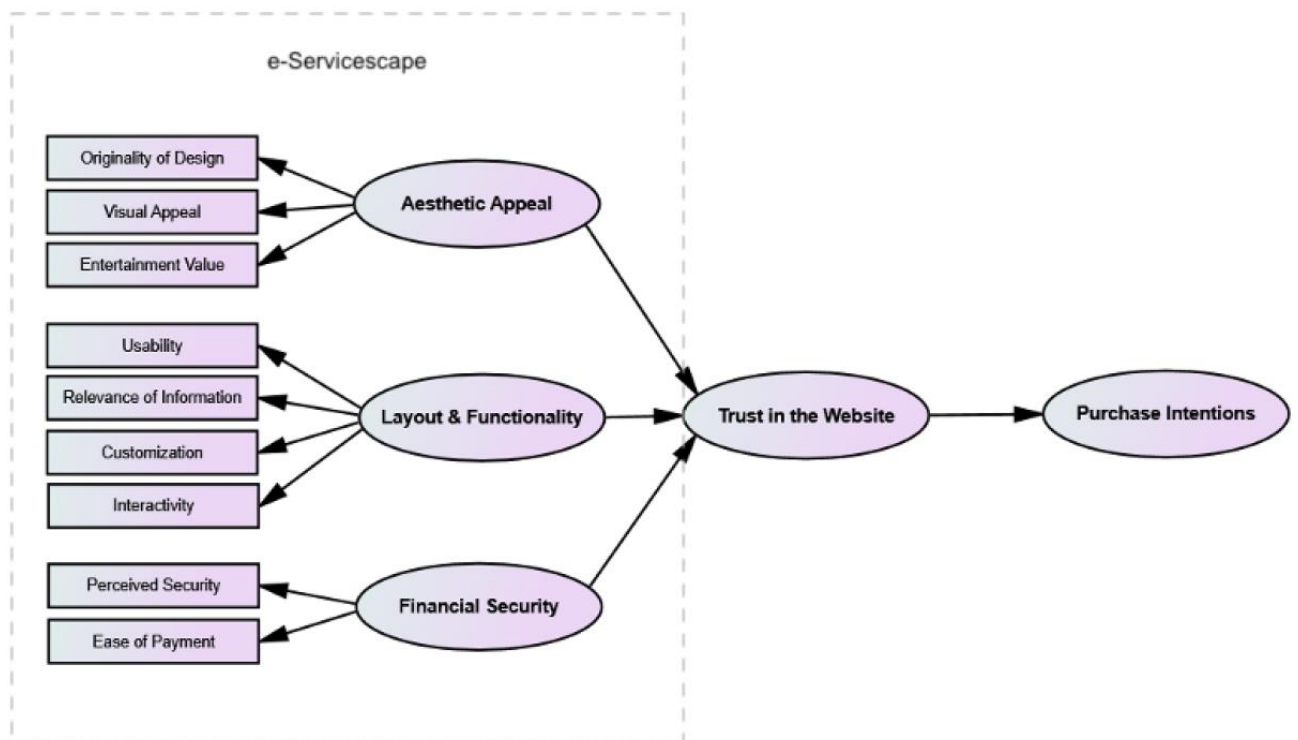 e-Servicescape
Originality of Design
Visual Appeal
Entertainment Value
Aesthetic Appeal
Usability
Relevance of Information
Customization
Interactivity
Layout & Functionality
Trust in the Website
Purchase Intentions
Perceived Security
Ease of Payment
Financial Security